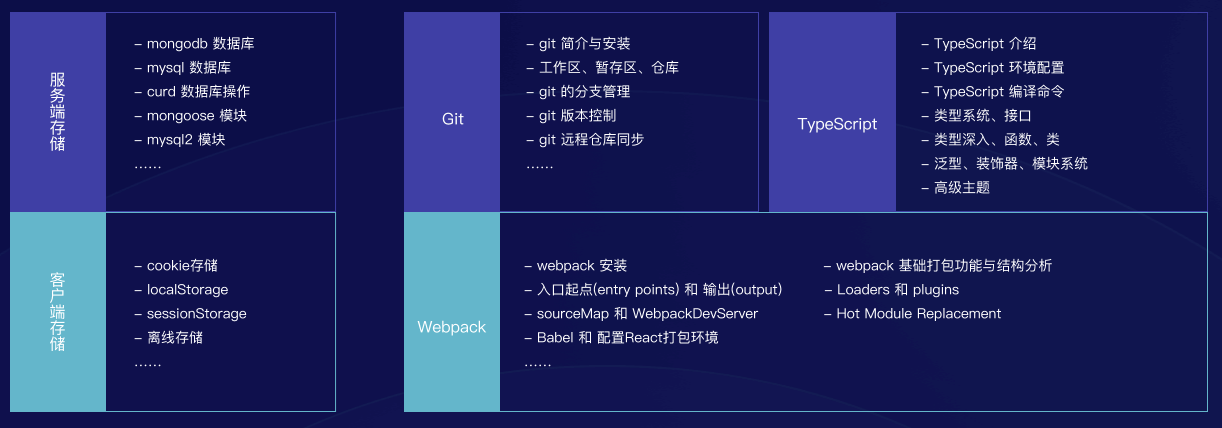 服务端存储
– mongodb 数据库
– mysql 数据库
– curd 数据库操作
– mongoose 模块
– mysql2 模块
……
客户端存储
– cookie存储
– localStorage
– sessionStorage
– 离线存储
……
Git
– git 简介与安装
– 工作区、暂存区、仓库
– git 的分支管理
– git 版本控制
– git 远程仓库同步
……
TypeScript
– TypeScript 介绍
– TypeScript 环境配置
– TypeScript 编译命令
– 类型系统、接口
– 类型深入、函数、类
– 泛型、装饰器、模块系统
– 高级主题
Webpack
– webpack 安装
– 入口起点(entry points) 和 输出(output)
– sourceMap 和 WebpackDevServer
– Babel 和 配置React打包环境
……
– webpack 基础打包功能与结构分析
– Loaders 和 plugins
– Hot Module Replacement